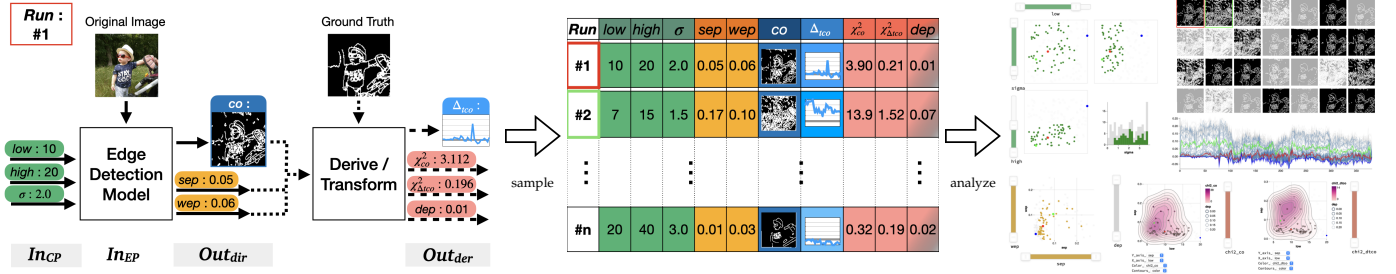 Run :
#1
Original Image
Ground Truth
co :
Δtco :
low : 10
high : 20
σ : 2.0
Edge
Detection
Model
sep : 0.05
wep : 0.06
Derive /
Transform
χ²co : 3.112
χ²Δtco : 0.196
dep : 0.01
InCP
InEP
Outdir
Outder
sample
Run low high σ sep wep co Δtco χ²co χ²Δtco dep
#1 10 20 2.0 0.05 0.06 3.90 0.21 0.01
#2 7 15 1.5 0.17 0.10 13.9 1.52 0.07
#n 20 40 3.0 0.01 0.03 0.32 0.19 0.02
analyze
low
sigma
high
sigma
wep
sep
dep
chi2_co
chi2_dtco